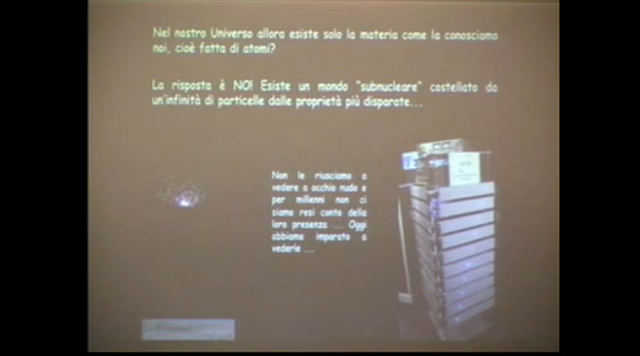 Nel nostro Universo allora esiste solo la materia come la conosciamo
noi, cioè fatta di atomi?
La risposta è NO! Esiste un mondo "subnucleare" costellato da
un'infinità di particelle dalle proprietà più disparate...
Non le riusciamo a
vedere a occhio nudo e
per millenni non ci
siamo resi conto della
loro presenza ... Oggi
abbiamo imparato a
vederle ...